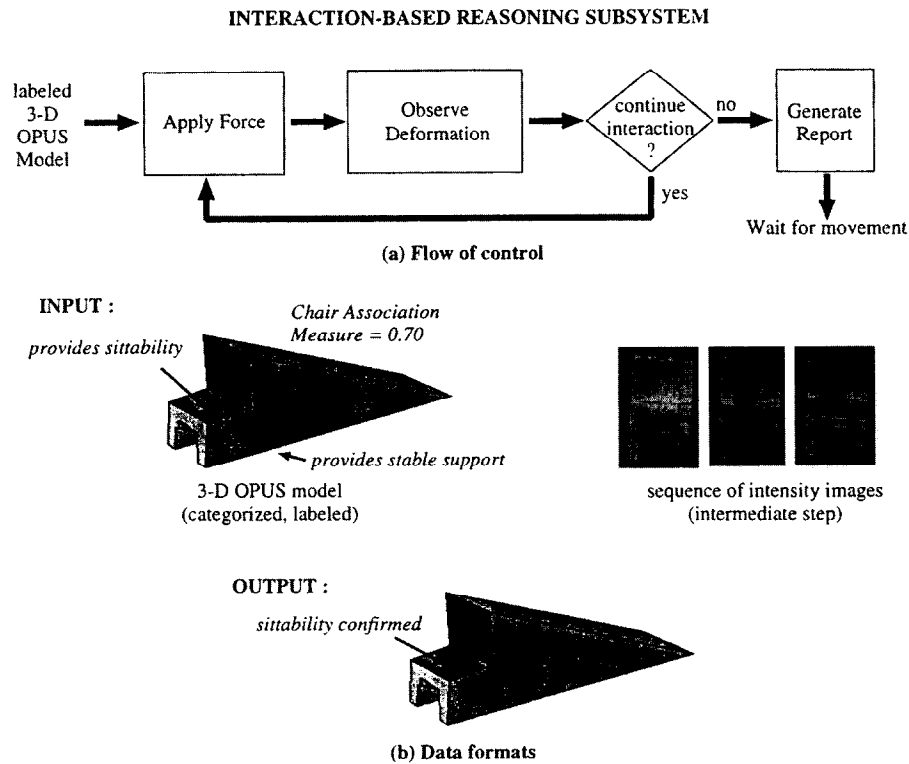 INTERACTION-BASED REASONING SUBSYSTEM
labeled
3-D
OPUS
Model
Apply Force
Observe
Deformation
continue
interaction
?
no
yes
Generate
Report
Wait for movement
(a) Flow of control
INPUT :
Chair Association
Measure = 0.70
provides sittability
provides stable support
3-D OPUS model
(categorized, labeled)
sequence of intensity images
(intermediate step)
OUTPUT :
sittability confirmed
(b) Data formats